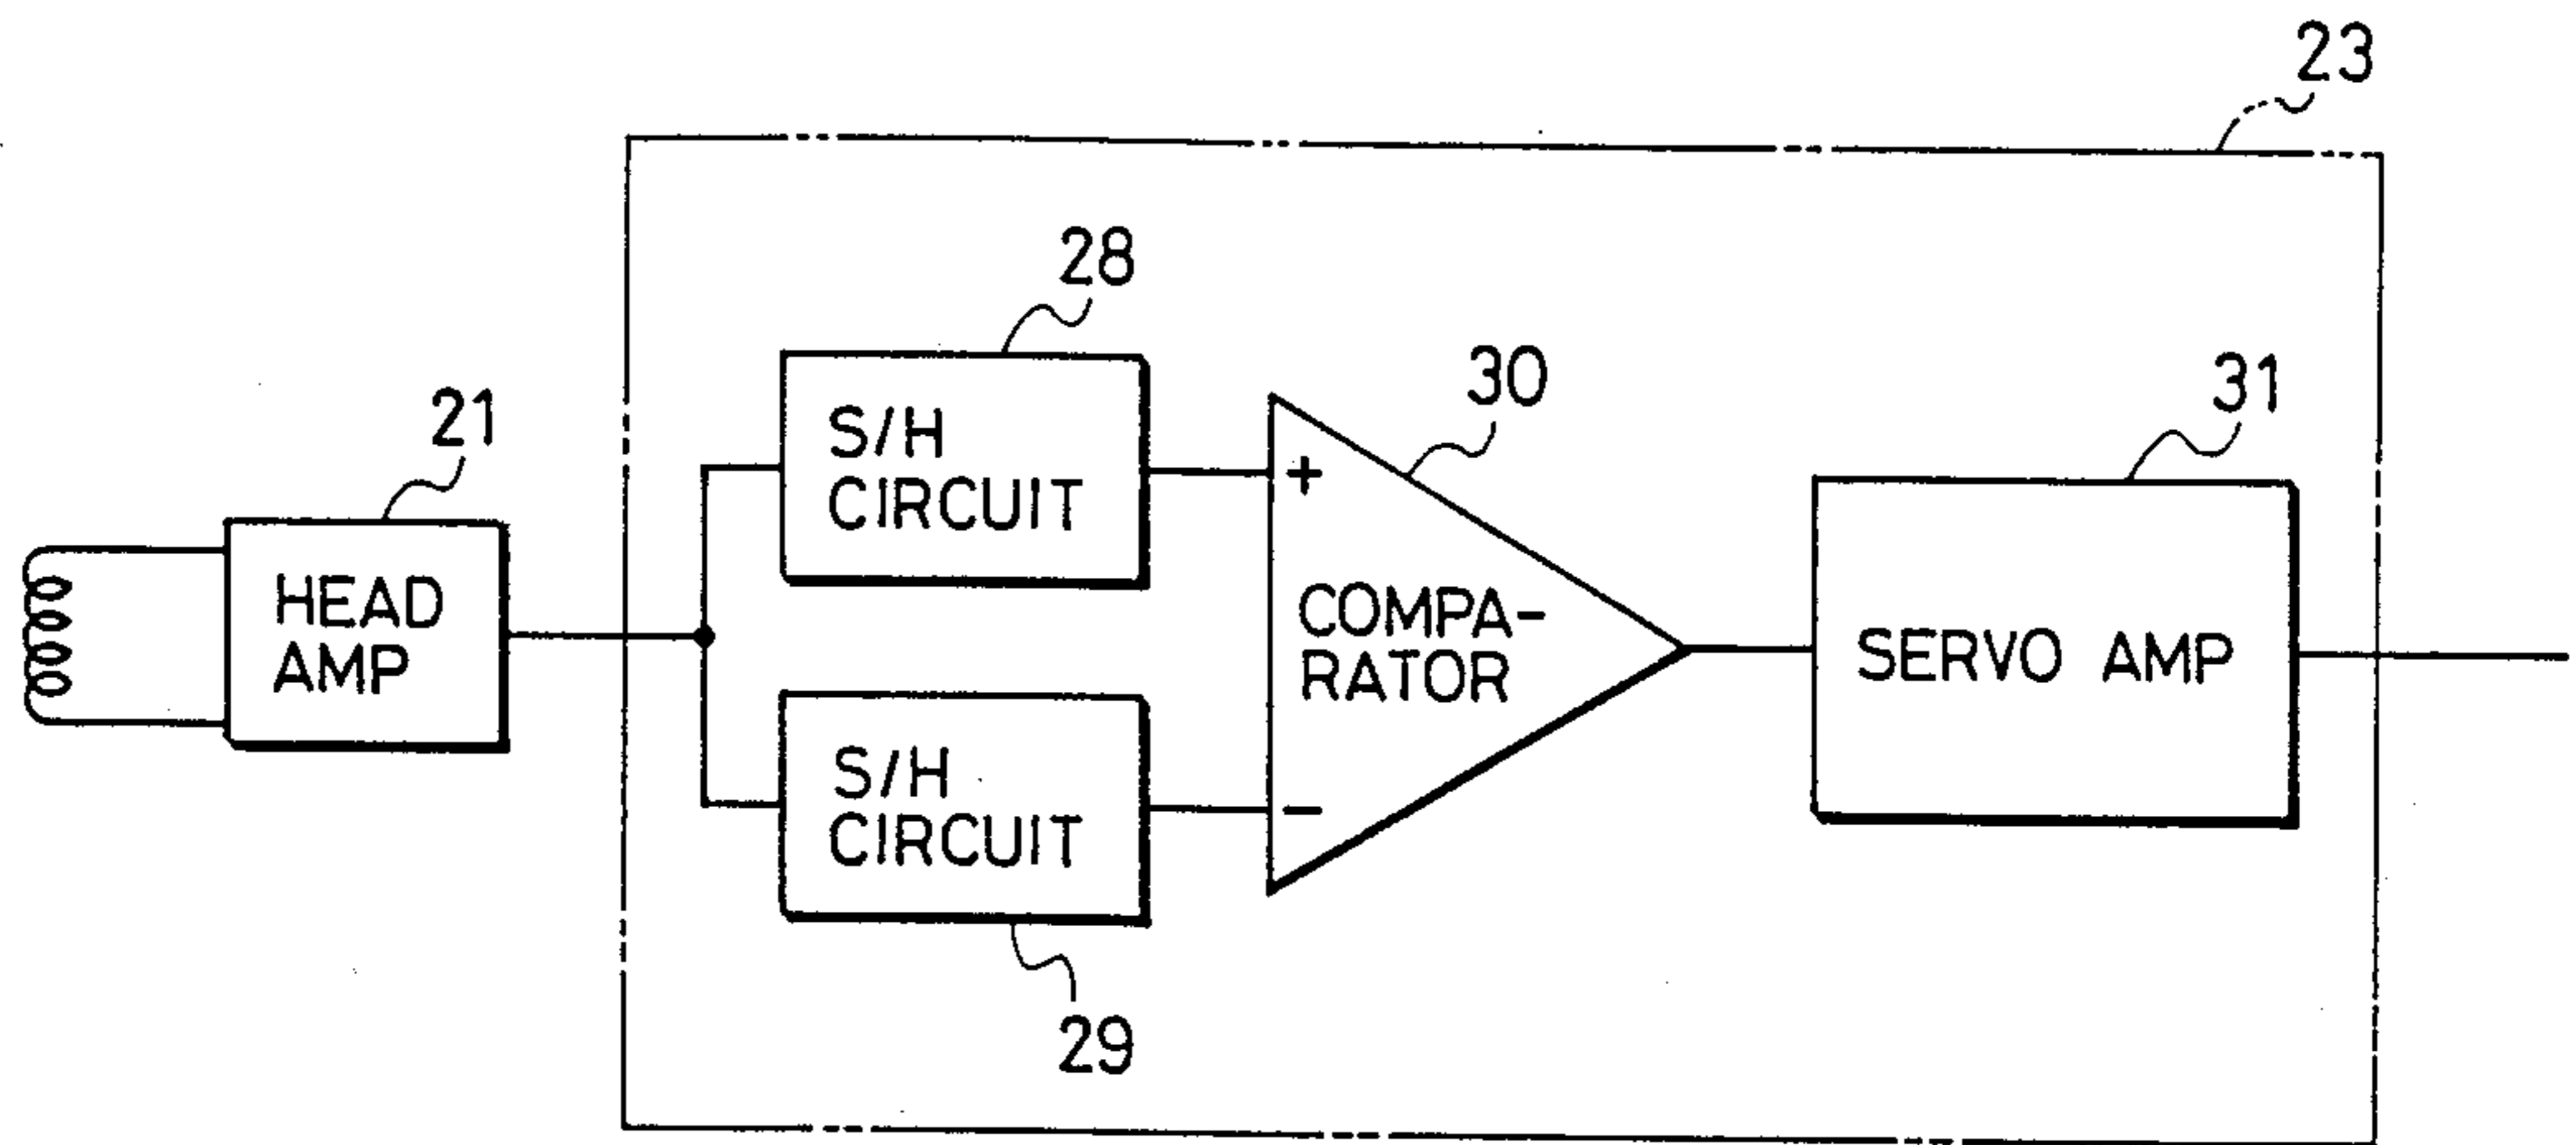 23
28
30
31
21
S/H
CIRCUIT
+
HEAD
AMP
COMPA-
RATOR
SERVO AMP
S/H
CIRCUIT
-
29